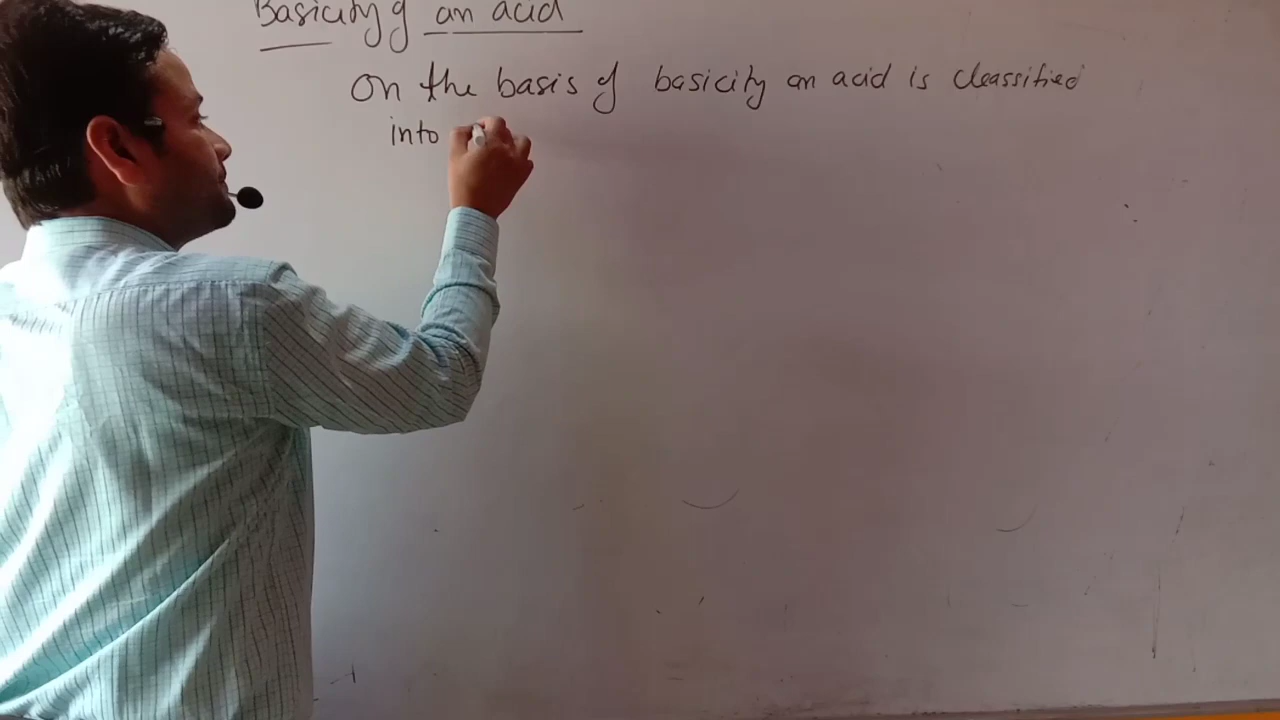 Basicity of an acid
On the basis of basicity an acid is classified
into